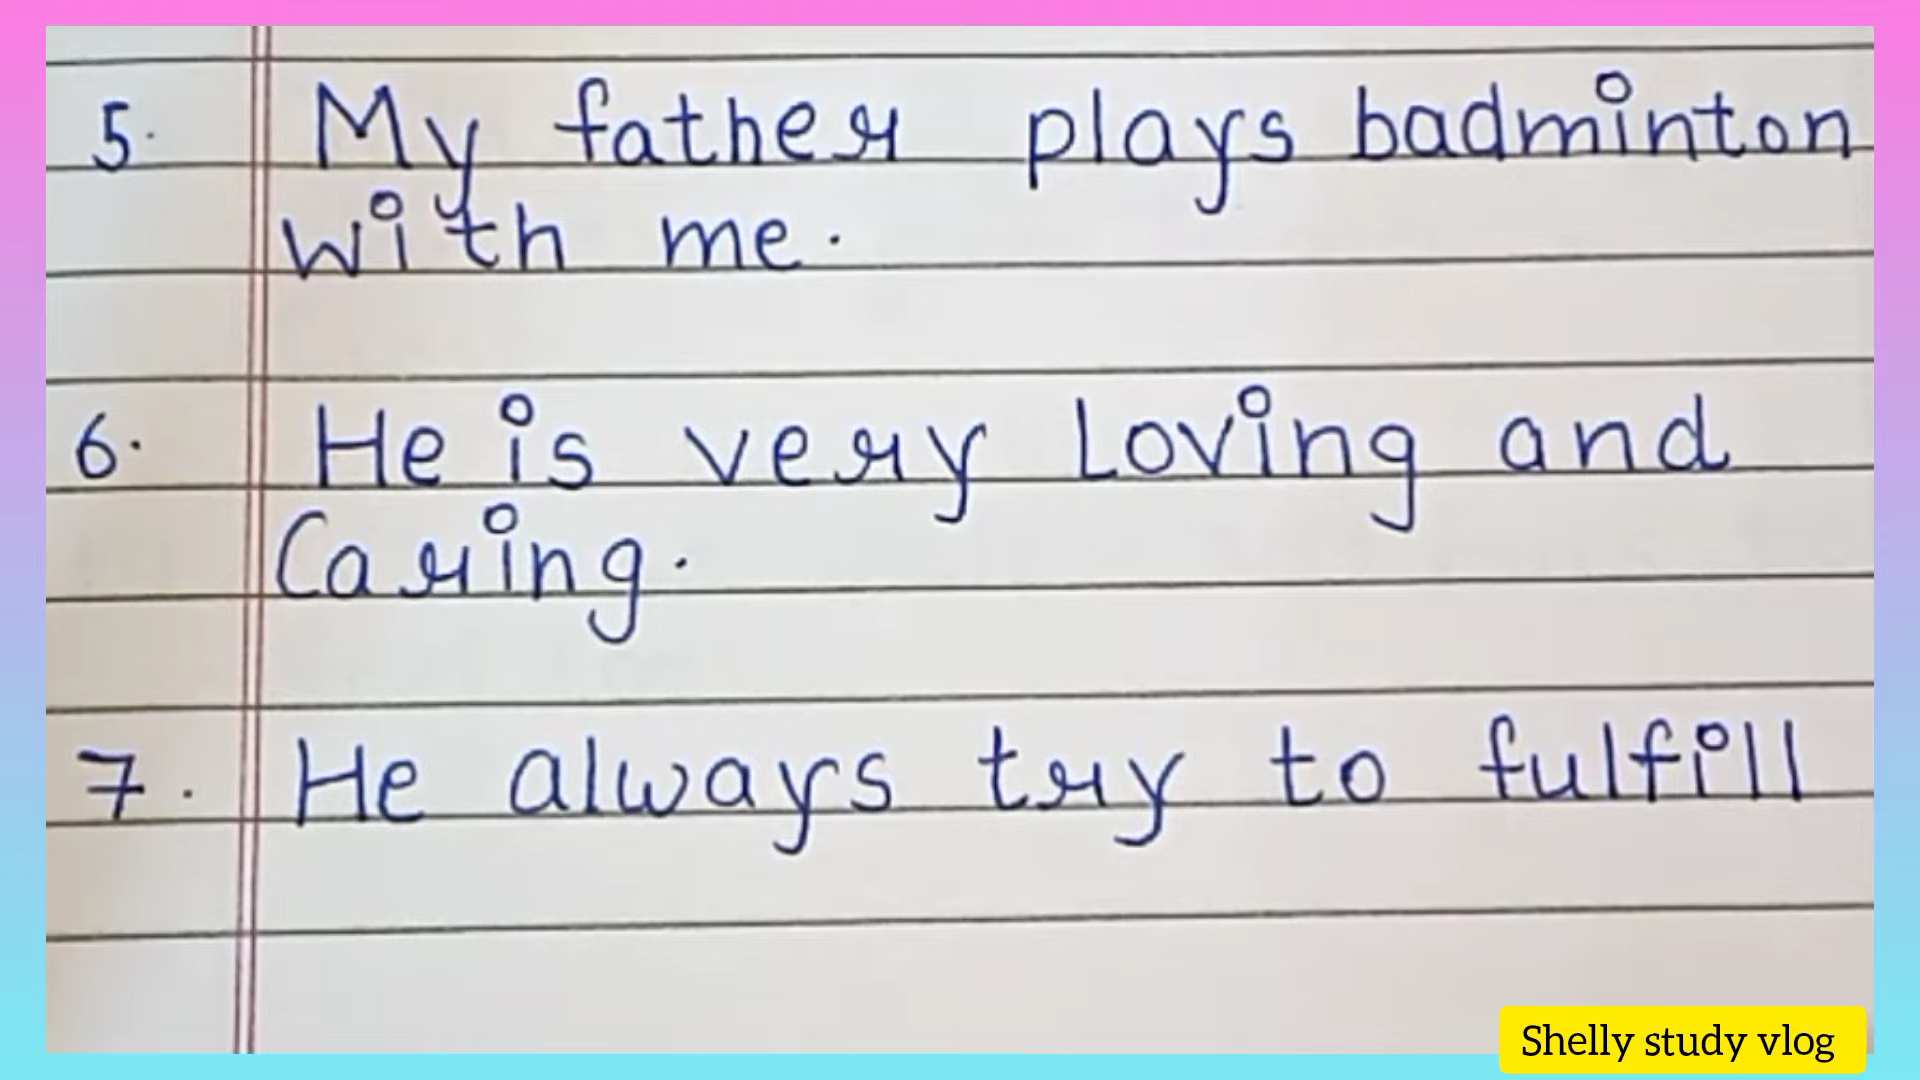 5. My father plays badminton
with me.
6. He is very Loving and
Caring.
7. He always try to fulfill
Shelly study vlog